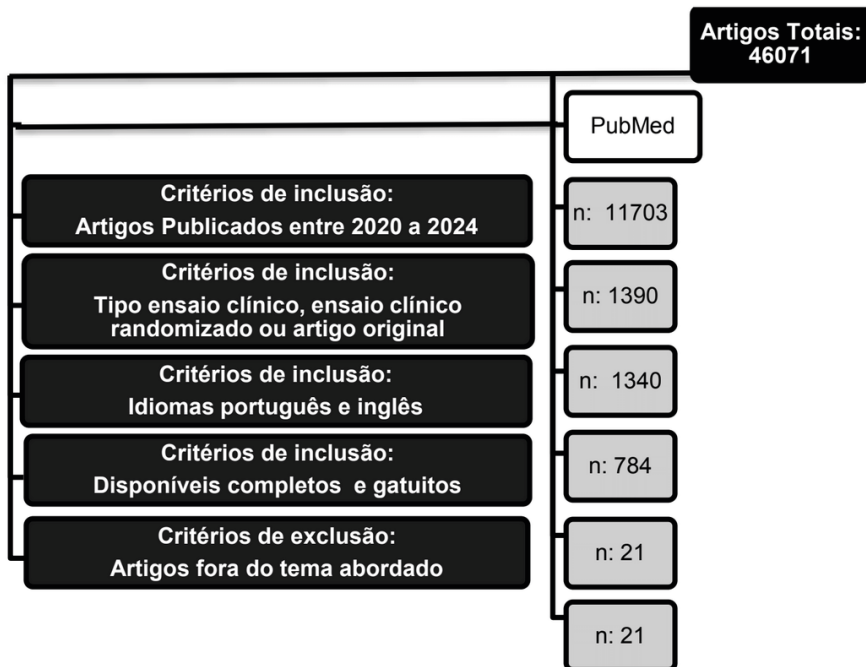 Artigos Totais:
46071
PubMed
Critérios de inclusão:
Artigos Publicados entre 2020 a 2024
n: 11703
Critérios de inclusão:
Tipo ensaio clínico, ensaio clínico
randomizado ou artigo original
n: 1390
Critérios de inclusão:
Idiomas português e inglês
n: 1340
Critérios de inclusão:
Disponíveis completos e gatuitos
n: 784
Critérios de exclusão:
Artigos fora do tema abordado
n: 21
n: 21